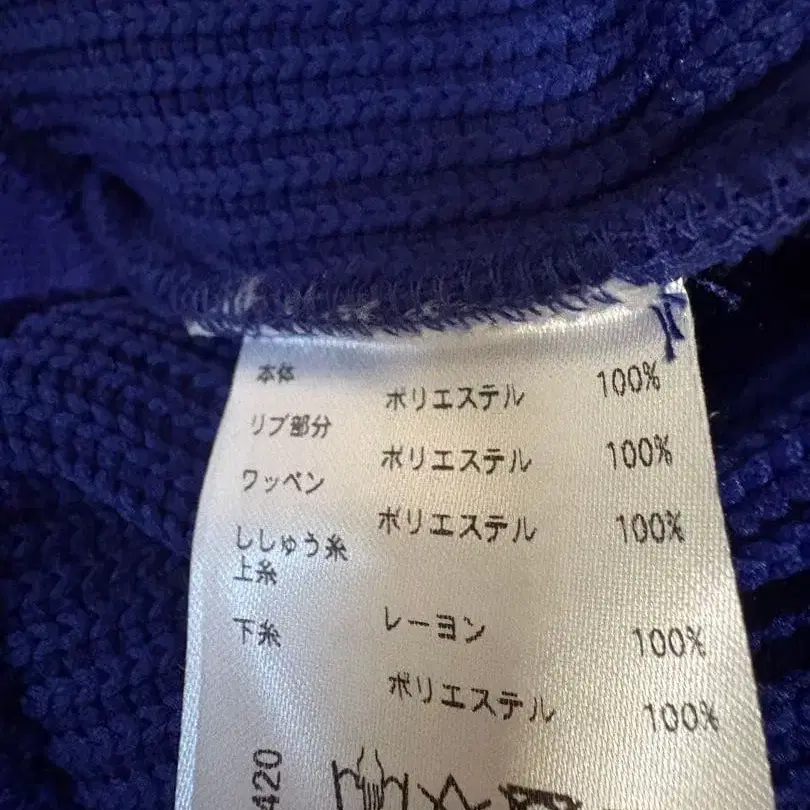 本体 ポリエステル 100%
リブ部分 ポリエステル 100%
ワッペン ポリエステル 100%
ししゅう糸
上糸 レーヨン 100%
下糸 ポリエステル 100%
420